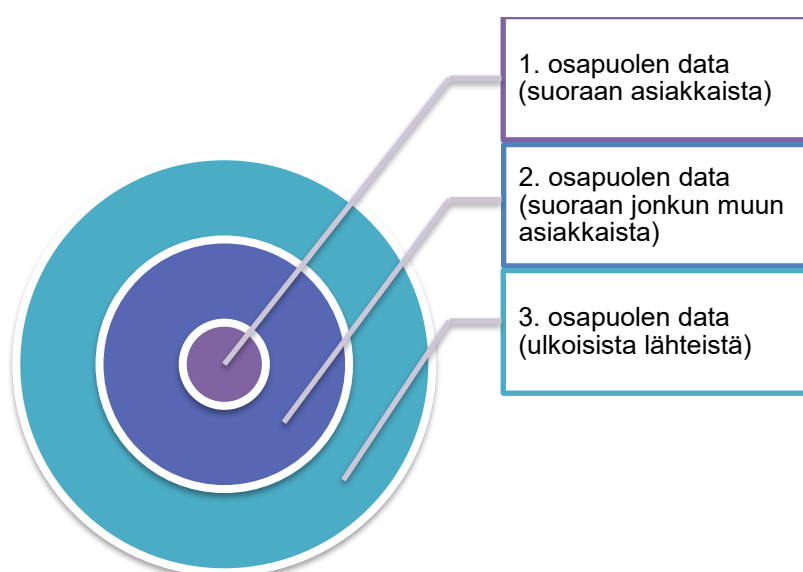 1. osapuolen data
(suoraan asiakkaista)
2. osapuolen data
(suoraan jonkun muun
asiakkaista)
3. osapuolen data
(ulkoisista lähteistä)